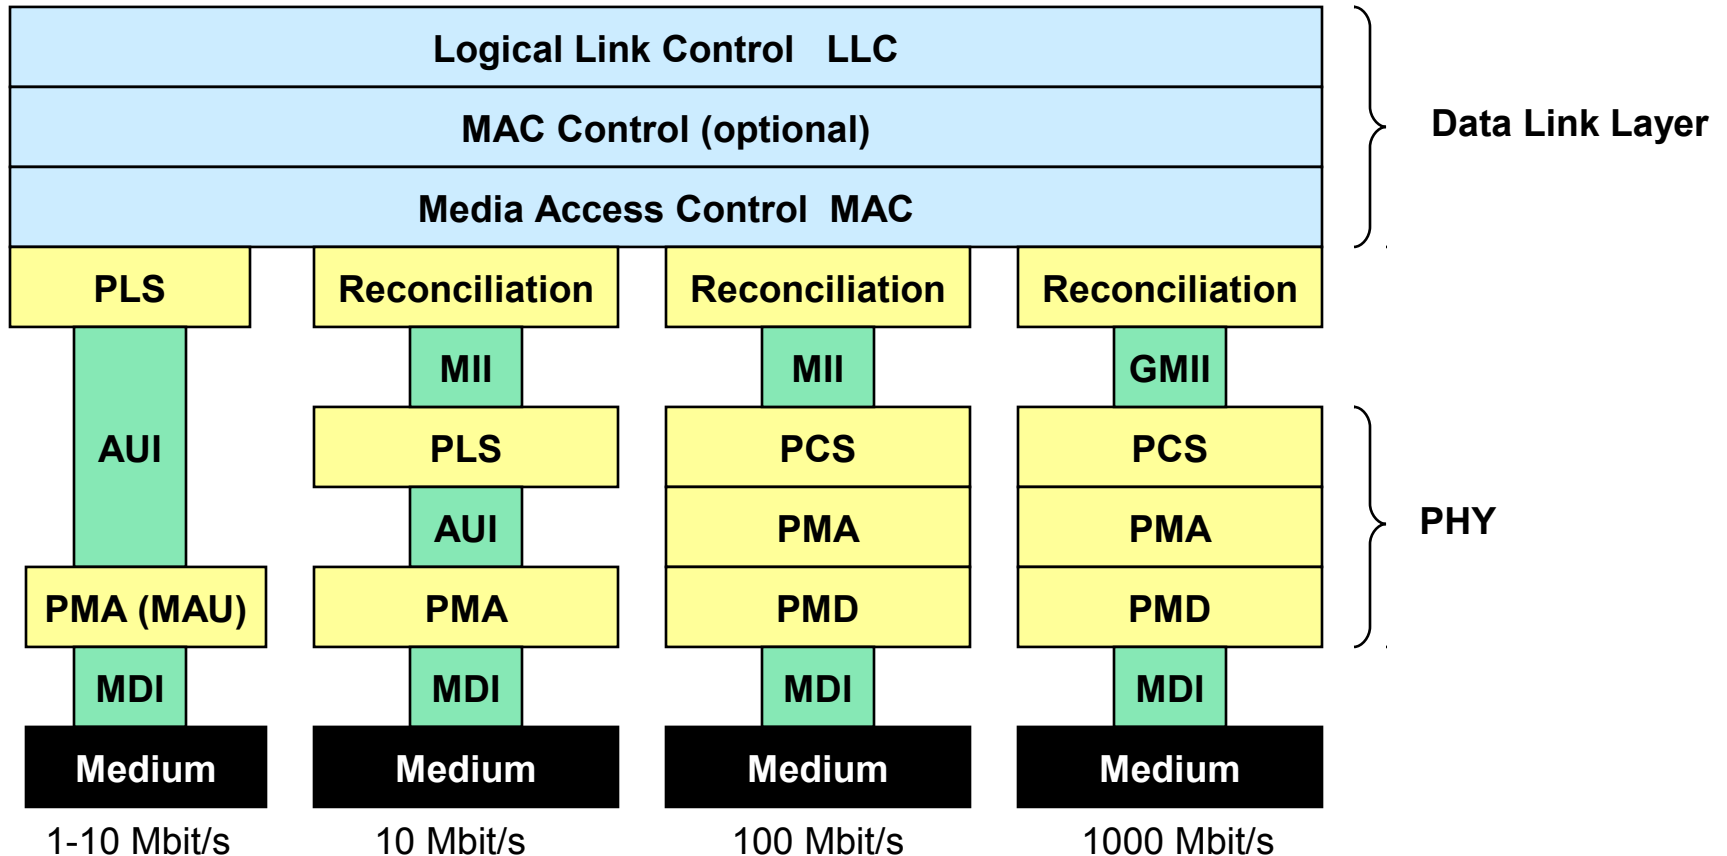 Logical Link Control LLC
MAC Control (optional)
Media Access Control MAC
Data Link Layer
PLS Reconciliation Reconciliation Reconciliation
MII MII GMII
AUI PLS PCS PCS
AUI PMA PMA
PHY
PMA (MAU) PMA PMD PMD
MDI MDI MDI MDI
Medium Medium Medium Medium
1-10 Mbit/s 10 Mbit/s 100 Mbit/s 1000 Mbit/s